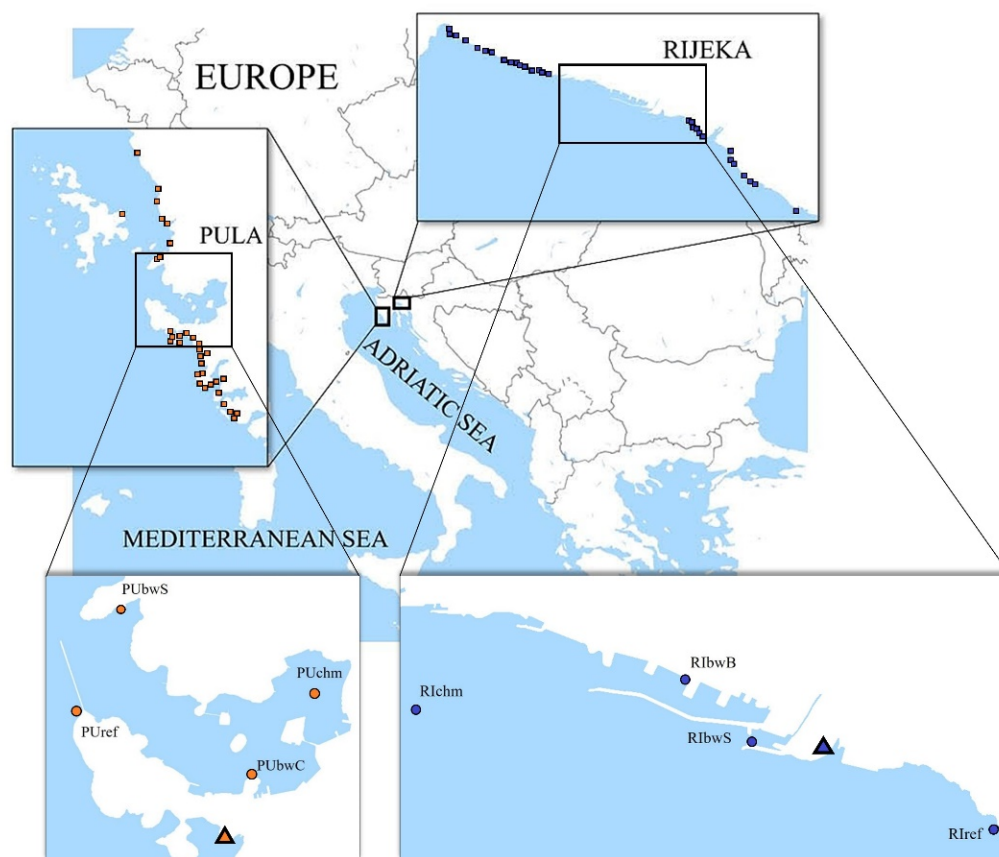 EUROPE
RIJEKA
PULA
ADRIATIC SEA
MEDITERRANEAN SEA
PUbwS
PUchm
PUref
PUbwC
RIbwB
RIchm
RIbwS
RIref